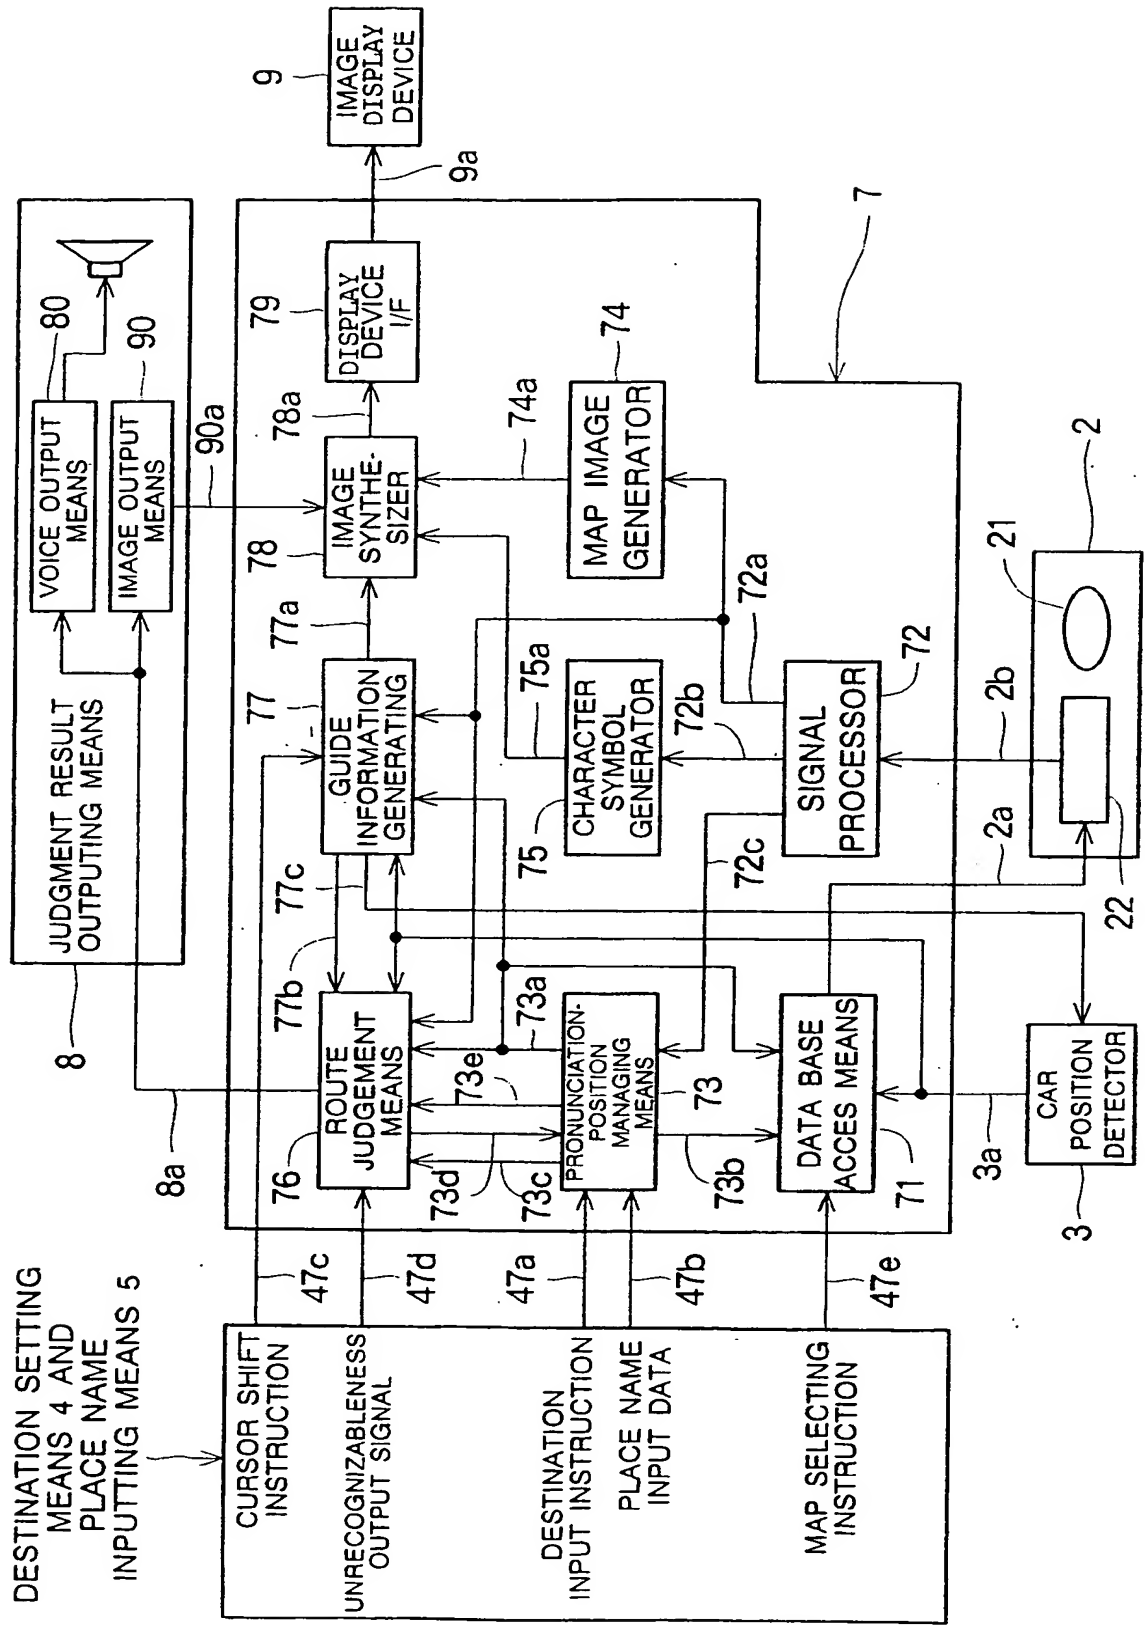 DESTINATION SETTING
MEANS 4 AND
PLACE NAME
INPUTTING MEANS 5
CURSOR SHIFT
INSTRUCTION
UNRECOGNIZABLENESS
OUTPUT SIGNAL
DESTINATION
INPUT INSTRUCTION
PLACE NAME
INPUT DATA
MAP SELECTING
INSTRUCTION
47c
47d
47a
47b
47e
8
JUDGMENT RESULT
OUTPUTING MEANS
VOICE OUTPUT
MEANS
80
IMAGE OUTPUT
MEANS
90
8a
90a
76
ROUTE
JUDGEMENT
MEANS
77b
77c
77
GUIDE
INFORMATION
GENERATING
77a
78
IMAGE
SYNTHE-
SIZER
78a
79
DISPLAY
DEVICE
I/F
9a
9
IMAGE
DISPLAY
DEVICE
73d
73c
73e
73a
PRONUNCIATION-
POSITION
MANAGING
MEANS
73
73b
75
CHARACTER
SYMBOL
GENERATOR
75a
MAP IMAGE
GENERATOR
74
74a
72c
72b
72a
DATA BASE
ACCES MEANS
71
SIGNAL
PROCESSOR
72
7
3a
CAR
POSITION
DETECTOR
3
2a
2b
22
21
2